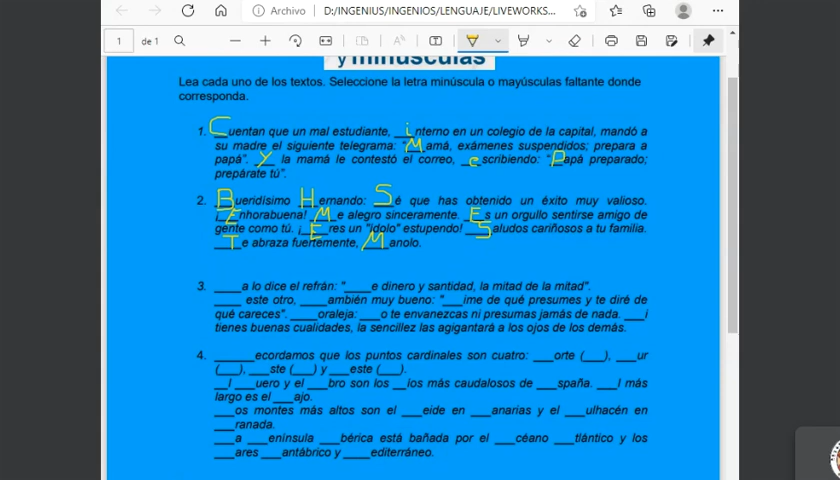 Archivo
D:/INGENIUS/INGENIOS/LENGUAJE/LIVEWORKS...
1 de 1
y minúsculas
Lea cada uno de los textos. Seleccione la letra minúscula o mayúsculas faltante donde
corresponda.
1. Cuentan que un mal estudiante, interno en un colegio de la capital, mandó a
su madre el siguiente telegrama: "Mamá, exámenes suspendidos; prepara a
papá". y la mamá le contestó el correo, escribiendo: "Papá preparado;
prepárate tú".
2. Bueridísimo Hernando: Sé que has obtenido un éxito muy valioso.
¡Enhorabuena! Me alegro sinceramente. Es un orgullo sentirse amigo de
gente como tú. ¡Eres un "ídolo" estupendo! Saludos cariñosos a tu familia.
Te abraza fuertemente, Manolo.
3. ____a lo dice el refrán: "____e dinero y santidad, la mitad de la mitad".
____ este otro, ____ambién muy bueno: "___ime de qué presumes y te diré de
qué careces". ____oraleja: ___o te envanezcas ni presumas jamás de nada. ___i
tienes buenas cualidades, la sencillez las agigantará a los ojos de los demás.
4. ______ecordamos que los puntos cardinales son cuatro: ___orte (___), ___ur
(___), ___ste (___) y ___este (___).
__l ___uero y el ___bro son los __ios más caudalosos de ___spaña. ___l más
largo es el ___ajo.
___os montes más altos son el ___eide en ___anarias y el ___ulhacén en
___ranada.
___a ___enínsula ___bérica está bañada por el ___céano ___tlántico y los
___ares ___antábrico y ____editerráneo.